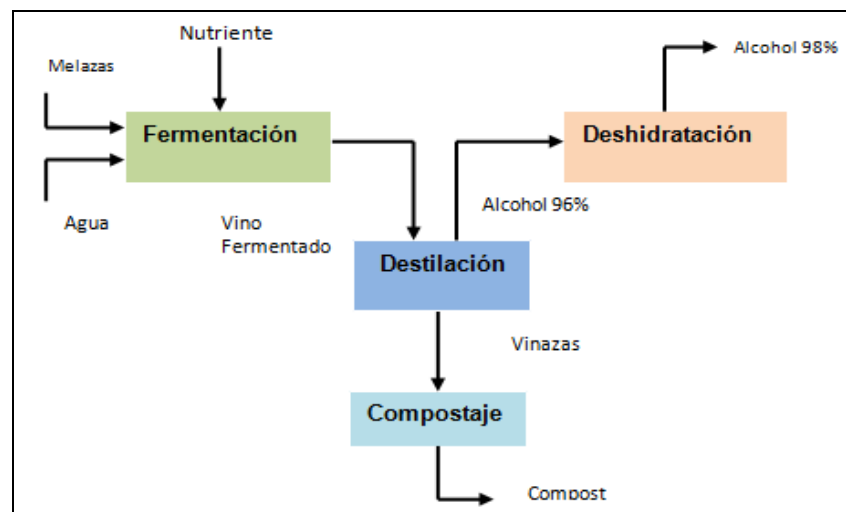 Nutriente
Melazas
Alcohol 98%
Fermentación
Deshidratación
Agua
Vino
Fermentado
Alcohol 96%
Destilación
Vinazas
Compostaje
Compost